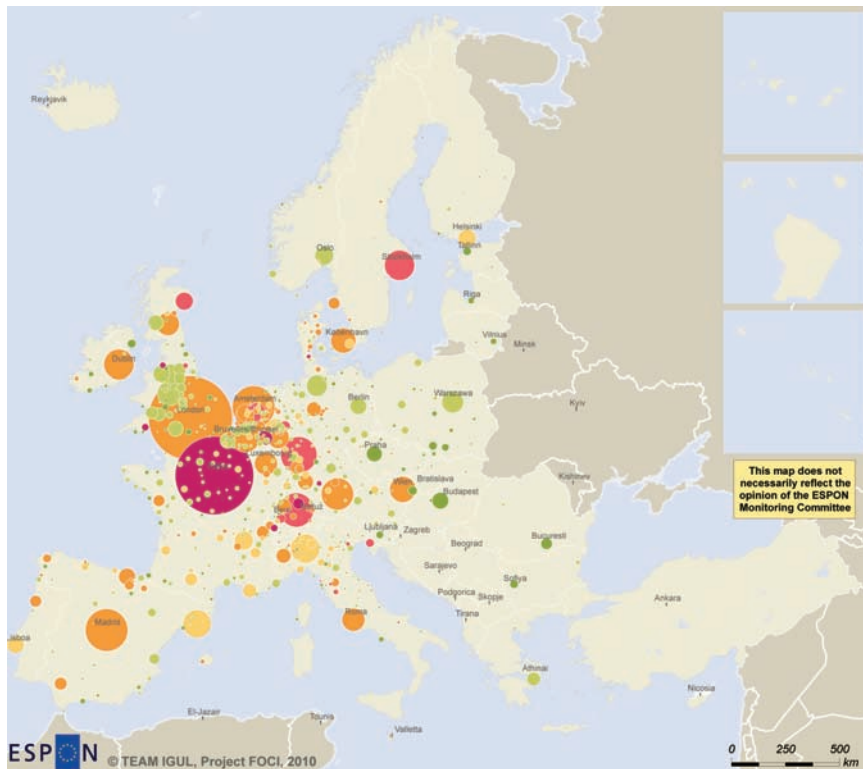 Reykjavik
Helsinki
Tallinn
Oslo
Stockholm
Riga
København
Vilnius
Minsk
Dublin
Amsterdam
Berlin
Warszawa
London
Kyiv
Praha
Wien
Bratislava
Budapest
Kishinev
This map does not
necessarily reflect the
opinion of the ESPON
Monitoring Committee
Ljubljana
Zagreb
Bucuresti
Beograd
Sarajevo
Sofiya
Podgorica
Skopje
Ankara
Madrid
Roma
Tirana
Lisboa
Athinai
Nicosia
El-Jazair
Tounis
Valletta
ESPON
© TEAM IGUL, Project FOCI, 2010
0 250 500
km